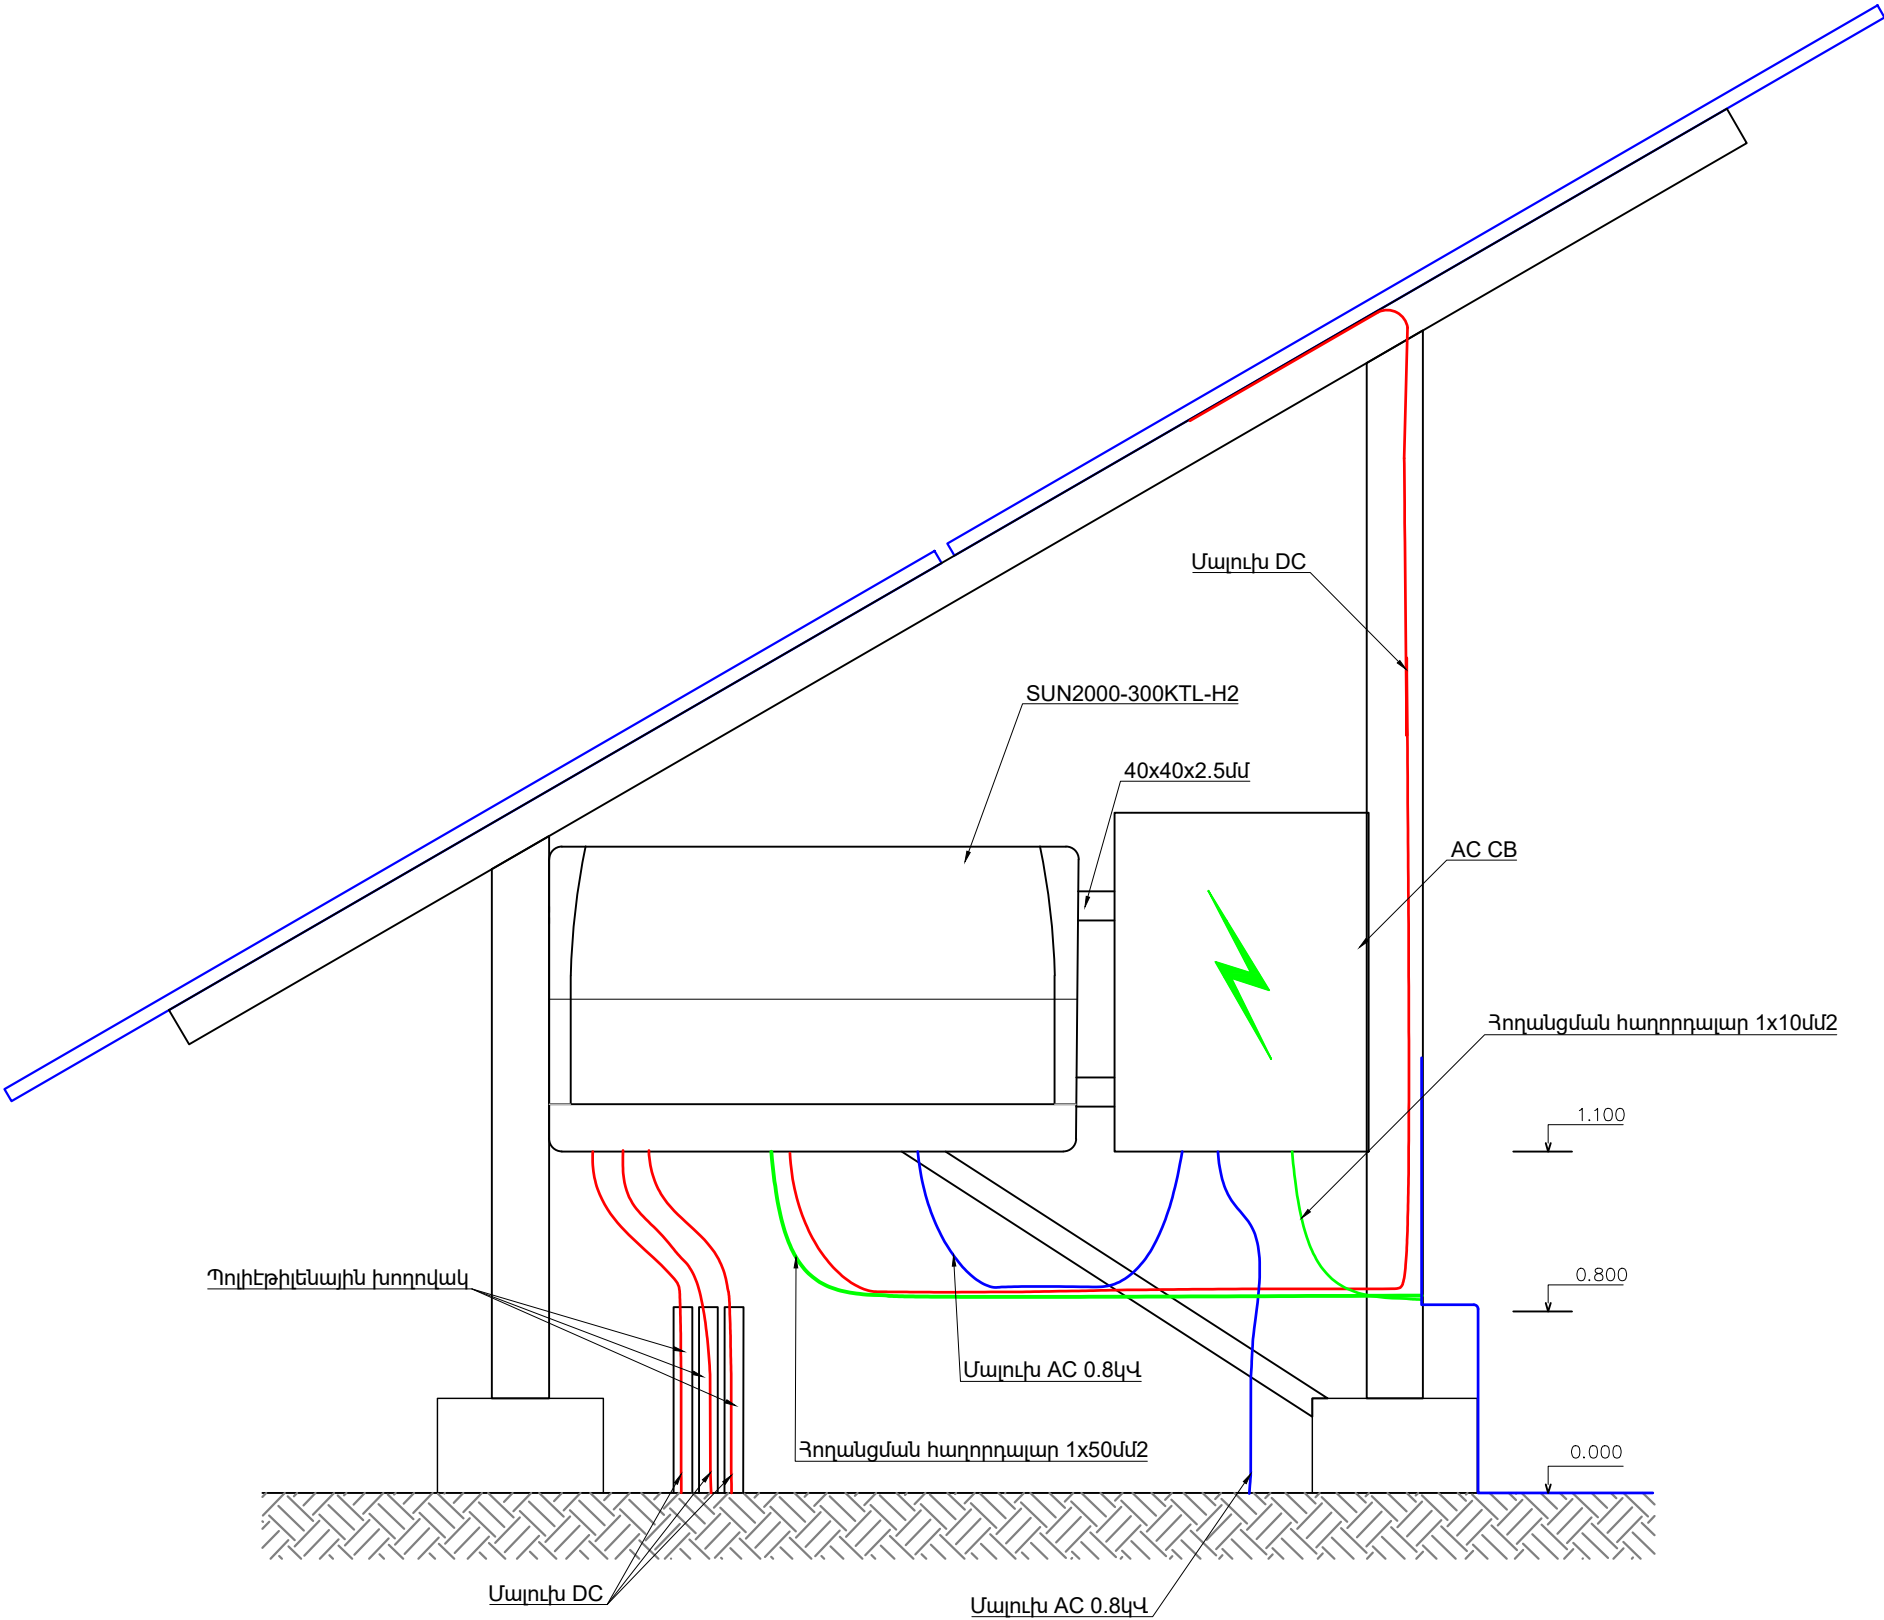 Մալուխ DC
SUN2000-300KTL-H2
40x40x2.5մմ
AC CB
Հողանցման հաղորդալար 1x10մմ2
1.100
Պոլիէթիլենային խողովակ
0.800
Մալուխ AC 0.8կՎ
Հողանցման հաղորդալար 1x50մմ2
0.000
Մալուխ DC
Մալուխ AC 0.8կՎ